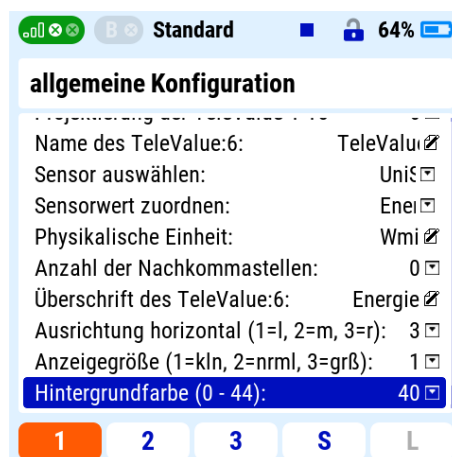 B Standard 64%
allgemeine Konfiguration
Name des TeleValue:6: TeleValu
Sensor auswählen:
Sensorwert zuordnen: Ene
Physikalische Einheit: Wmi
Anzahl der Nachkommastellen: 0
Überschrift des TeleValue:6: Energie
Ausrichtung horizontal (1=l, 2=m, 3=r): 3
Anzeigegröße (1=kln, 2=nrml, 3=grß): 1
Hintergrundfarbe (0 - 44): 40
1 2 3 S L